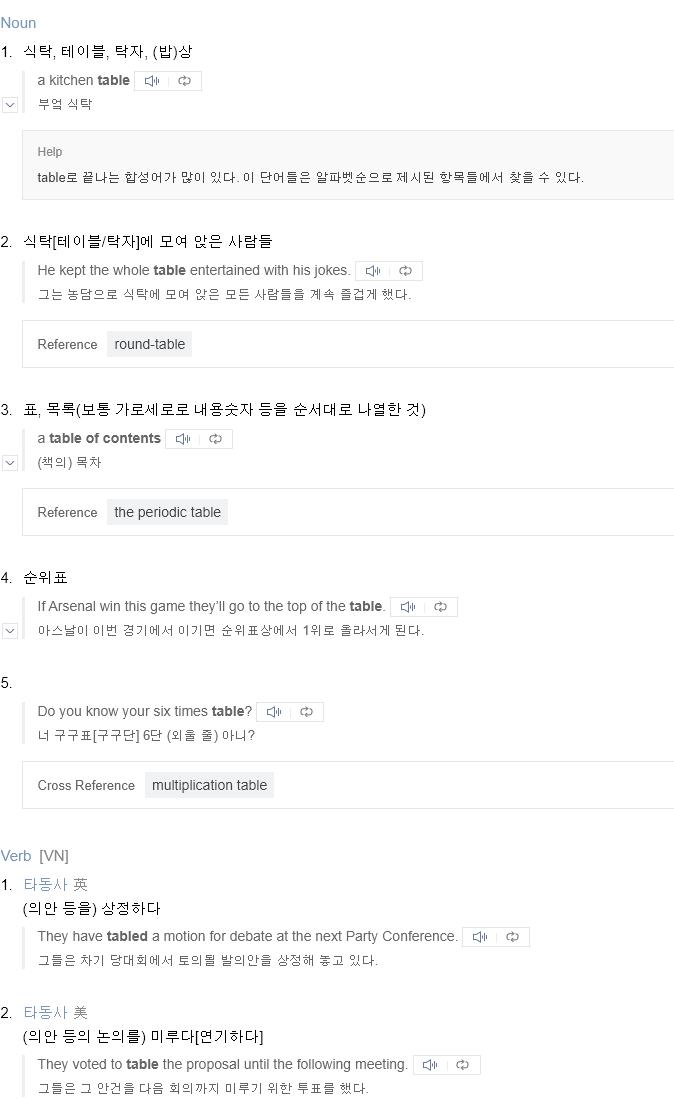 Noun
1. 식탁, 테이블, 탁자, (밥)상
a kitchen table
부엌 식탁
Help
table로 끝나는 합성어가 많이 있다. 이 단어들은 알파벳순으로 제시된 항목들에서 찾을 수 있다.
2. 식탁[테이블/탁자]에 모여 앉은 사람들
He kept the whole table entertained with his jokes.
그는 농담으로 식탁에 모여 앉은 모든 사람들을 계속 즐겁게 했다.
Reference round-table
3. 표, 목록(보통 가로세로로 내용숫자 등을 순서대로 나열한 것)
a table of contents
(책의) 목차
Reference the periodic table
4. 순위표
If Arsenal win this game they'll go to the top of the table.
아스날이 이번 경기에서 이기면 순위표상에서 1위로 올라서게 된다.
5.
Do you know your six times table?
너 구구표[구구단] 6단 (외울 줄) 아니?
Cross Reference multiplication table
Verb [VN]
1. 타동사 英
(의안 등을) 상정하다
They have tabled a motion for debate at the next Party Conference.
그들은 차기 당대회에서 토의될 발의안을 상정해 놓고 있다.
2. 타동사 美
(의안 등의 논의를) 미루다[연기하다]
They voted to table the proposal until the following meeting.
그들은 그 안건을 다음 회의까지 미루기 위한 투표를 했다.